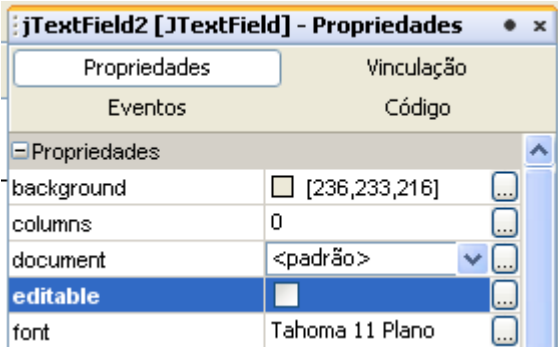 jTextField2 [JTextField] - Propriedades
Propriedades Vinculação
Eventos Código
Propriedades
background [236,233,216] ...
columns 0 ...
document <padrão> ...
editable ...
font Tahoma 11 Plano ...